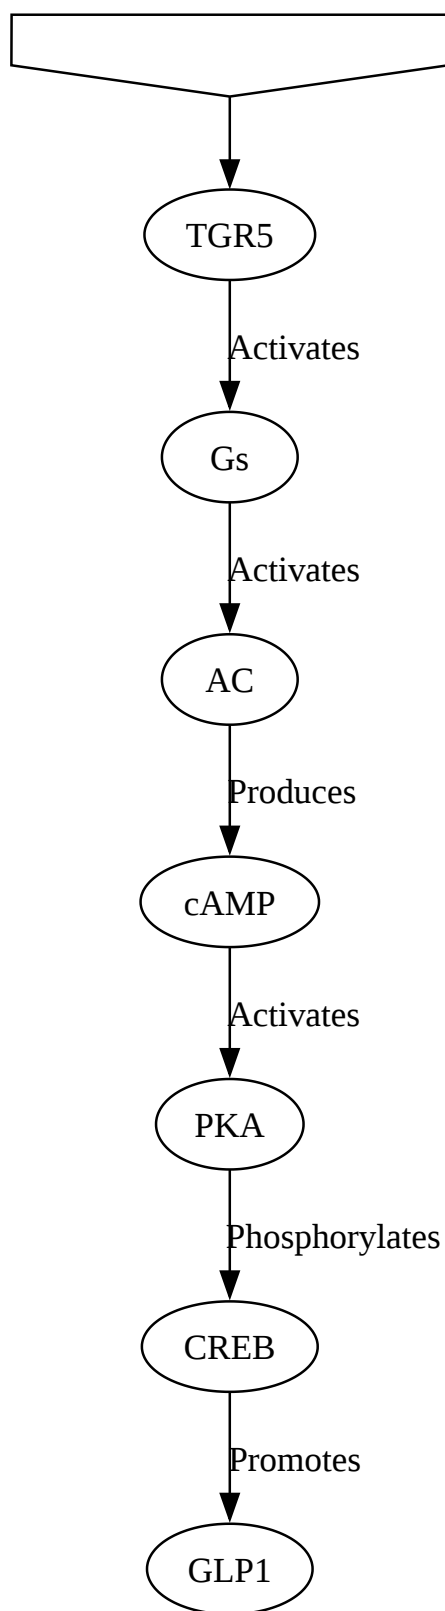 TGR5
Activates
Gs
Activates
AC
Produces
cAMP
Activates
PKA
Phosphorylates
CREB
Promotes
GLP1